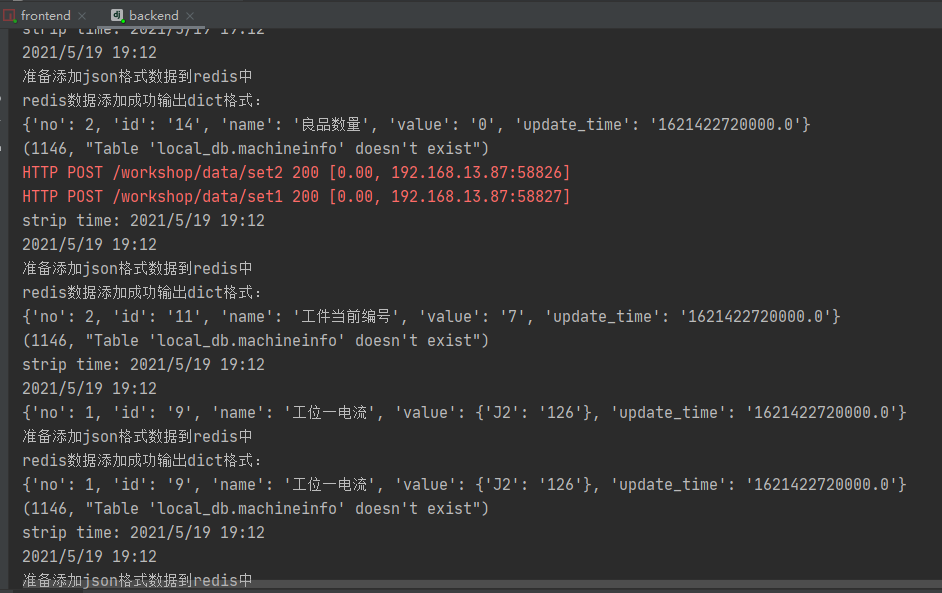 frontend
backend
strip time: 2021/5/19 19:12
2021/5/19 19:12
准备添加json格式数据到redis中
redis数据添加成功输出dict格式：
{'no': 2, 'id': '14', 'name': '良品数量', 'value': '0', 'update_time': '1621422720000.0'}
(1146, "Table 'local_db.machineinfo' doesn't exist")
HTTP POST /workshop/data/set2 200 [0.00, 192.168.13.87:58826]
HTTP POST /workshop/data/set1 200 [0.00, 192.168.13.87:58827]
strip time: 2021/5/19 19:12
2021/5/19 19:12
准备添加json格式数据到redis中
redis数据添加成功输出dict格式：
{'no': 2, 'id': '11', 'name': '工件当前编号', 'value': '7', 'update_time': '1621422720000.0'}
(1146, "Table 'local_db.machineinfo' doesn't exist")
strip time: 2021/5/19 19:12
2021/5/19 19:12
{'no': 1, 'id': '9', 'name': '工位一电流', 'value': {'J2': '126'}, 'update_time': '1621422720000.0'}
准备添加json格式数据到redis中
redis数据添加成功输出dict格式：
{'no': 1, 'id': '9', 'name': '工位一电流', 'value': {'J2': '126'}, 'update_time': '1621422720000.0'}
(1146, "Table 'local_db.machineinfo' doesn't exist")
strip time: 2021/5/19 19:12
2021/5/19 19:12
准备添加json格式数据到redis中